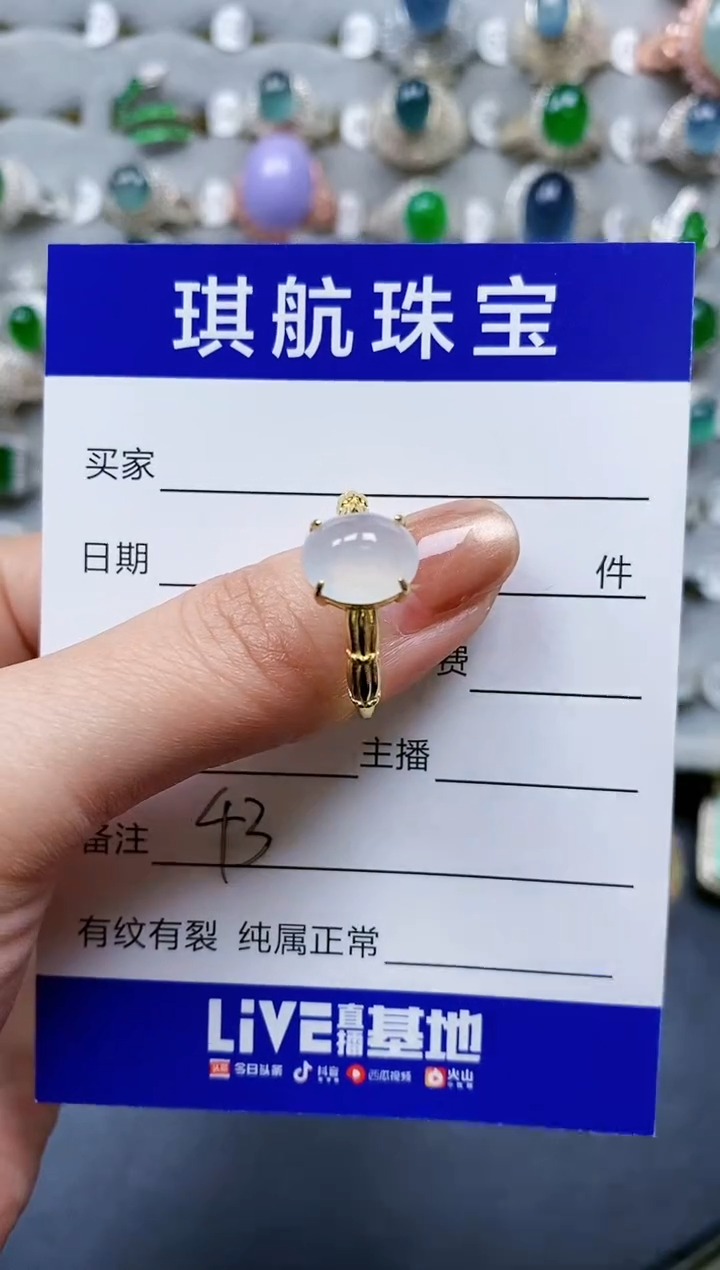 琪航珠宝
买家
日期 件
费
主播
备注 43
有纹有裂 纯属正常
LiVE直播基地
今日头条 抖音 西瓜视频 火山